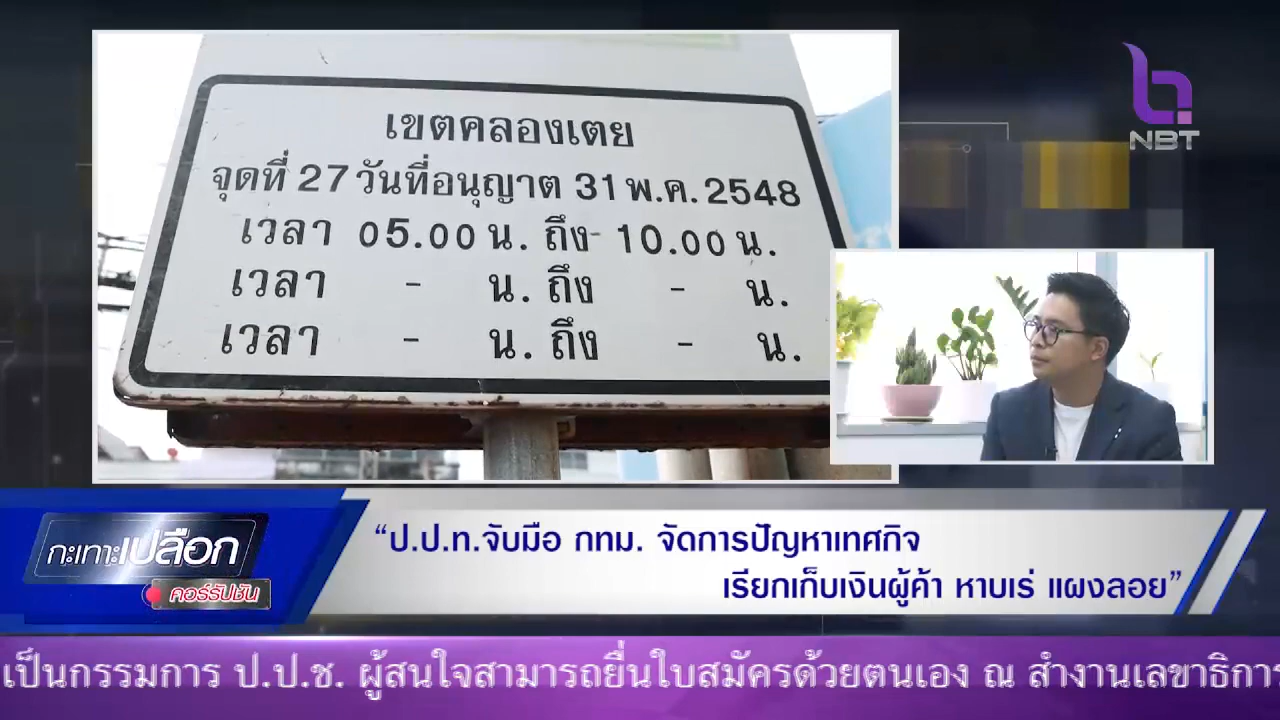 เขตคลองเตย
จุดที่ 27 วันที่อนุญาต 31 พ.ค. 2548
เวลา 05.00 น. ถึง 10.00 น.
เวลา - น. ถึง - น.
เวลา - น. ถึง - น.
NBT
กะเทาะเปลือก
คอร์รัปชัน
“ป.ป.ท.จับมือ กทม. จัดการปัญหาเทศกิจ
เรียกเก็บเงินผู้ค้า หาบเร่ แผงลอย”
เป็นกรรมการ ป.ป.ช. ผู้สนใจสามารถยื่นใบสมัครด้วยตนเอง ณ สำงานเลขาธิการ